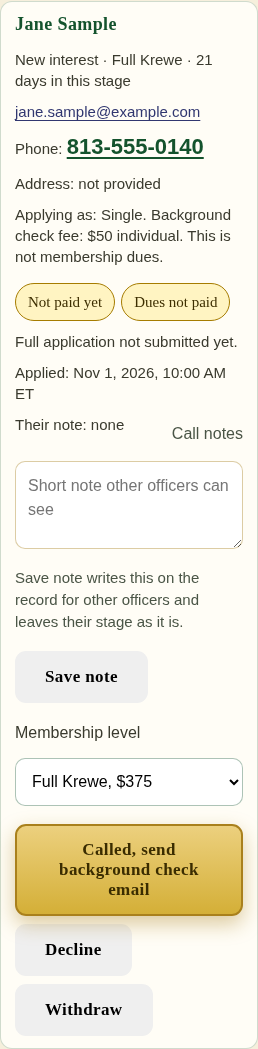 Jane Sample
New interest · Full Krewe · 21
days in this stage
jane.sample@example.com
Phone: 813-555-0140
Address: not provided
Applying as: Single. Background
check fee: $50 individual. This is
not membership dues.
Not paid yet
Dues not paid
Full application not submitted yet.
Applied: Nov 1, 2026, 10:00 AM
ET
Their note: none
Call notes
Short note other officers can
see
Save note writes this on the
record for other officers and
leaves their stage as it is.
Save note
Membership level
Full Krewe, $375
Called, send
background check
email
Decline
Withdraw